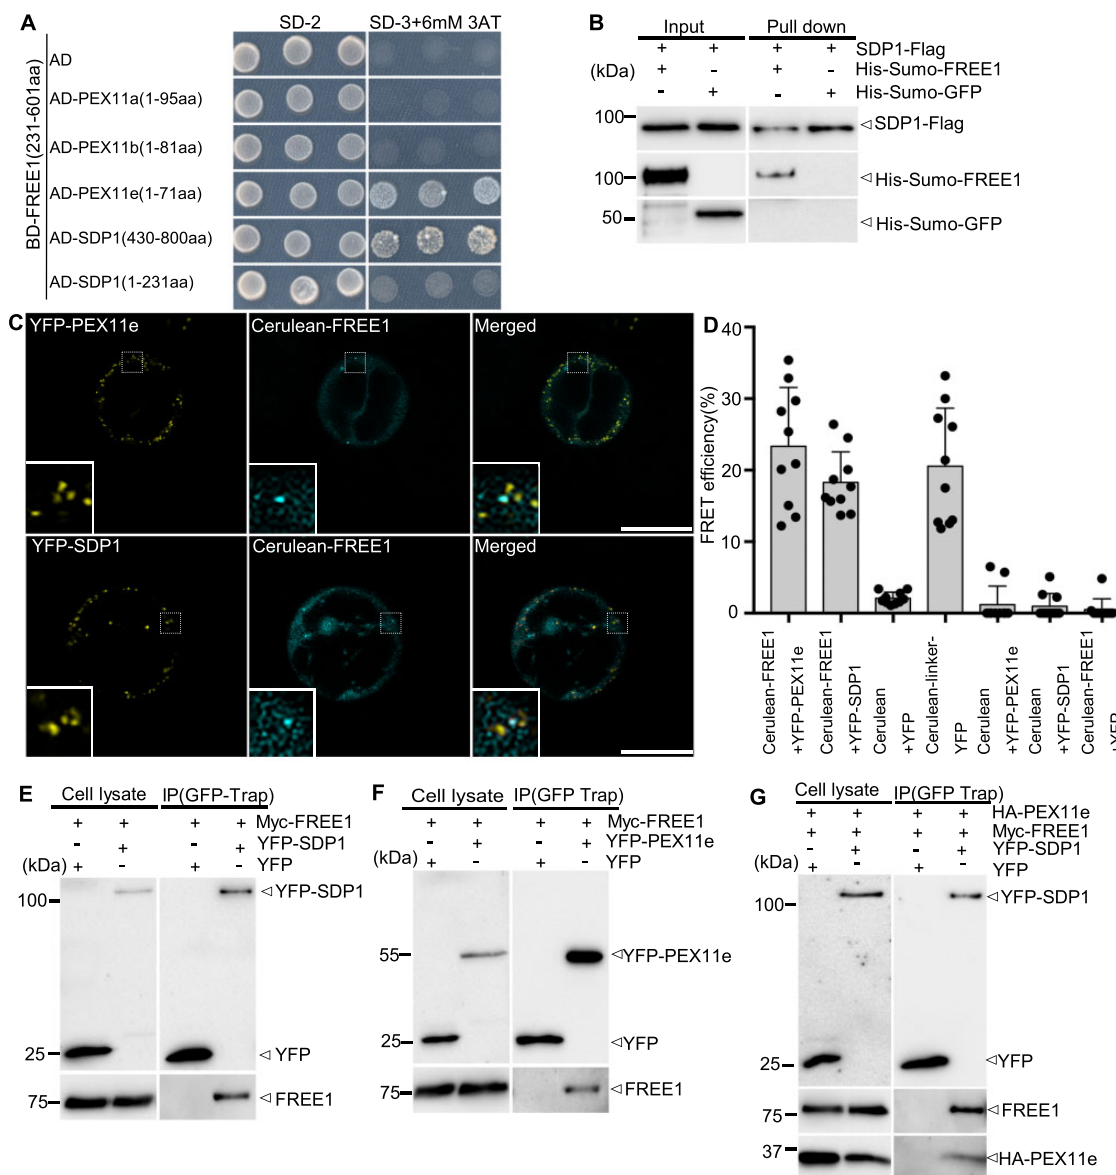 A
SD-2 SD-3+6mM 3AT
BD-FREE1(231-601aa)
AD
AD-PEX11a(1-95aa)
AD-PEX11b(1-81aa)
AD-PEX11e(1-71aa)
AD-SDP1(430-800aa)
AD-SDP1(1-231aa)
B
Input Pull down
+ + + + SDP1-Flag
(kDa) + - + - His-Sumo-FREE1
- + - + His-Sumo-GFP
100
SDP1-Flag
100
His-Sumo-FREE1
50
His-Sumo-GFP
C
YFP-PEX11e Cerulean-FREE1 Merged
YFP-SDP1 Cerulean-FREE1 Merged
D
FRET efficiency(%)
40
30
20
10
0
Cerulean-FREE1
+YFP-PEX11e
Cerulean-FREE1
+YFP-SDP1
Cerulean
+YFP
Cerulean-linker-
YFP
Cerulean
+YFP-PEX11e
Cerulean
+YFP-SDP1
Cerulean-FREE1
+YFP
E
Cell lysate IP(GFP-Trap)
+ + + + Myc-FREE1
- + - + YFP-SDP1
(kDa) + - + - YFP
100
YFP-SDP1
25
YFP
75
FREE1
F
Cell lysate IP(GFP Trap)
+ + + + Myc-FREE1
- + - + YFP-PEX11e
(kDa) + - + - YFP
55
YFP-PEX11e
25
YFP
75
FREE1
G
Cell lysate IP(GFP Trap)
+ + + + HA-PEX11e
+ + + + Myc-FREE1
- + - + YFP-SDP1
(kDa) + - + - YFP
100
YFP-SDP1
25
YFP
75
FREE1
37
HA-PEX11e